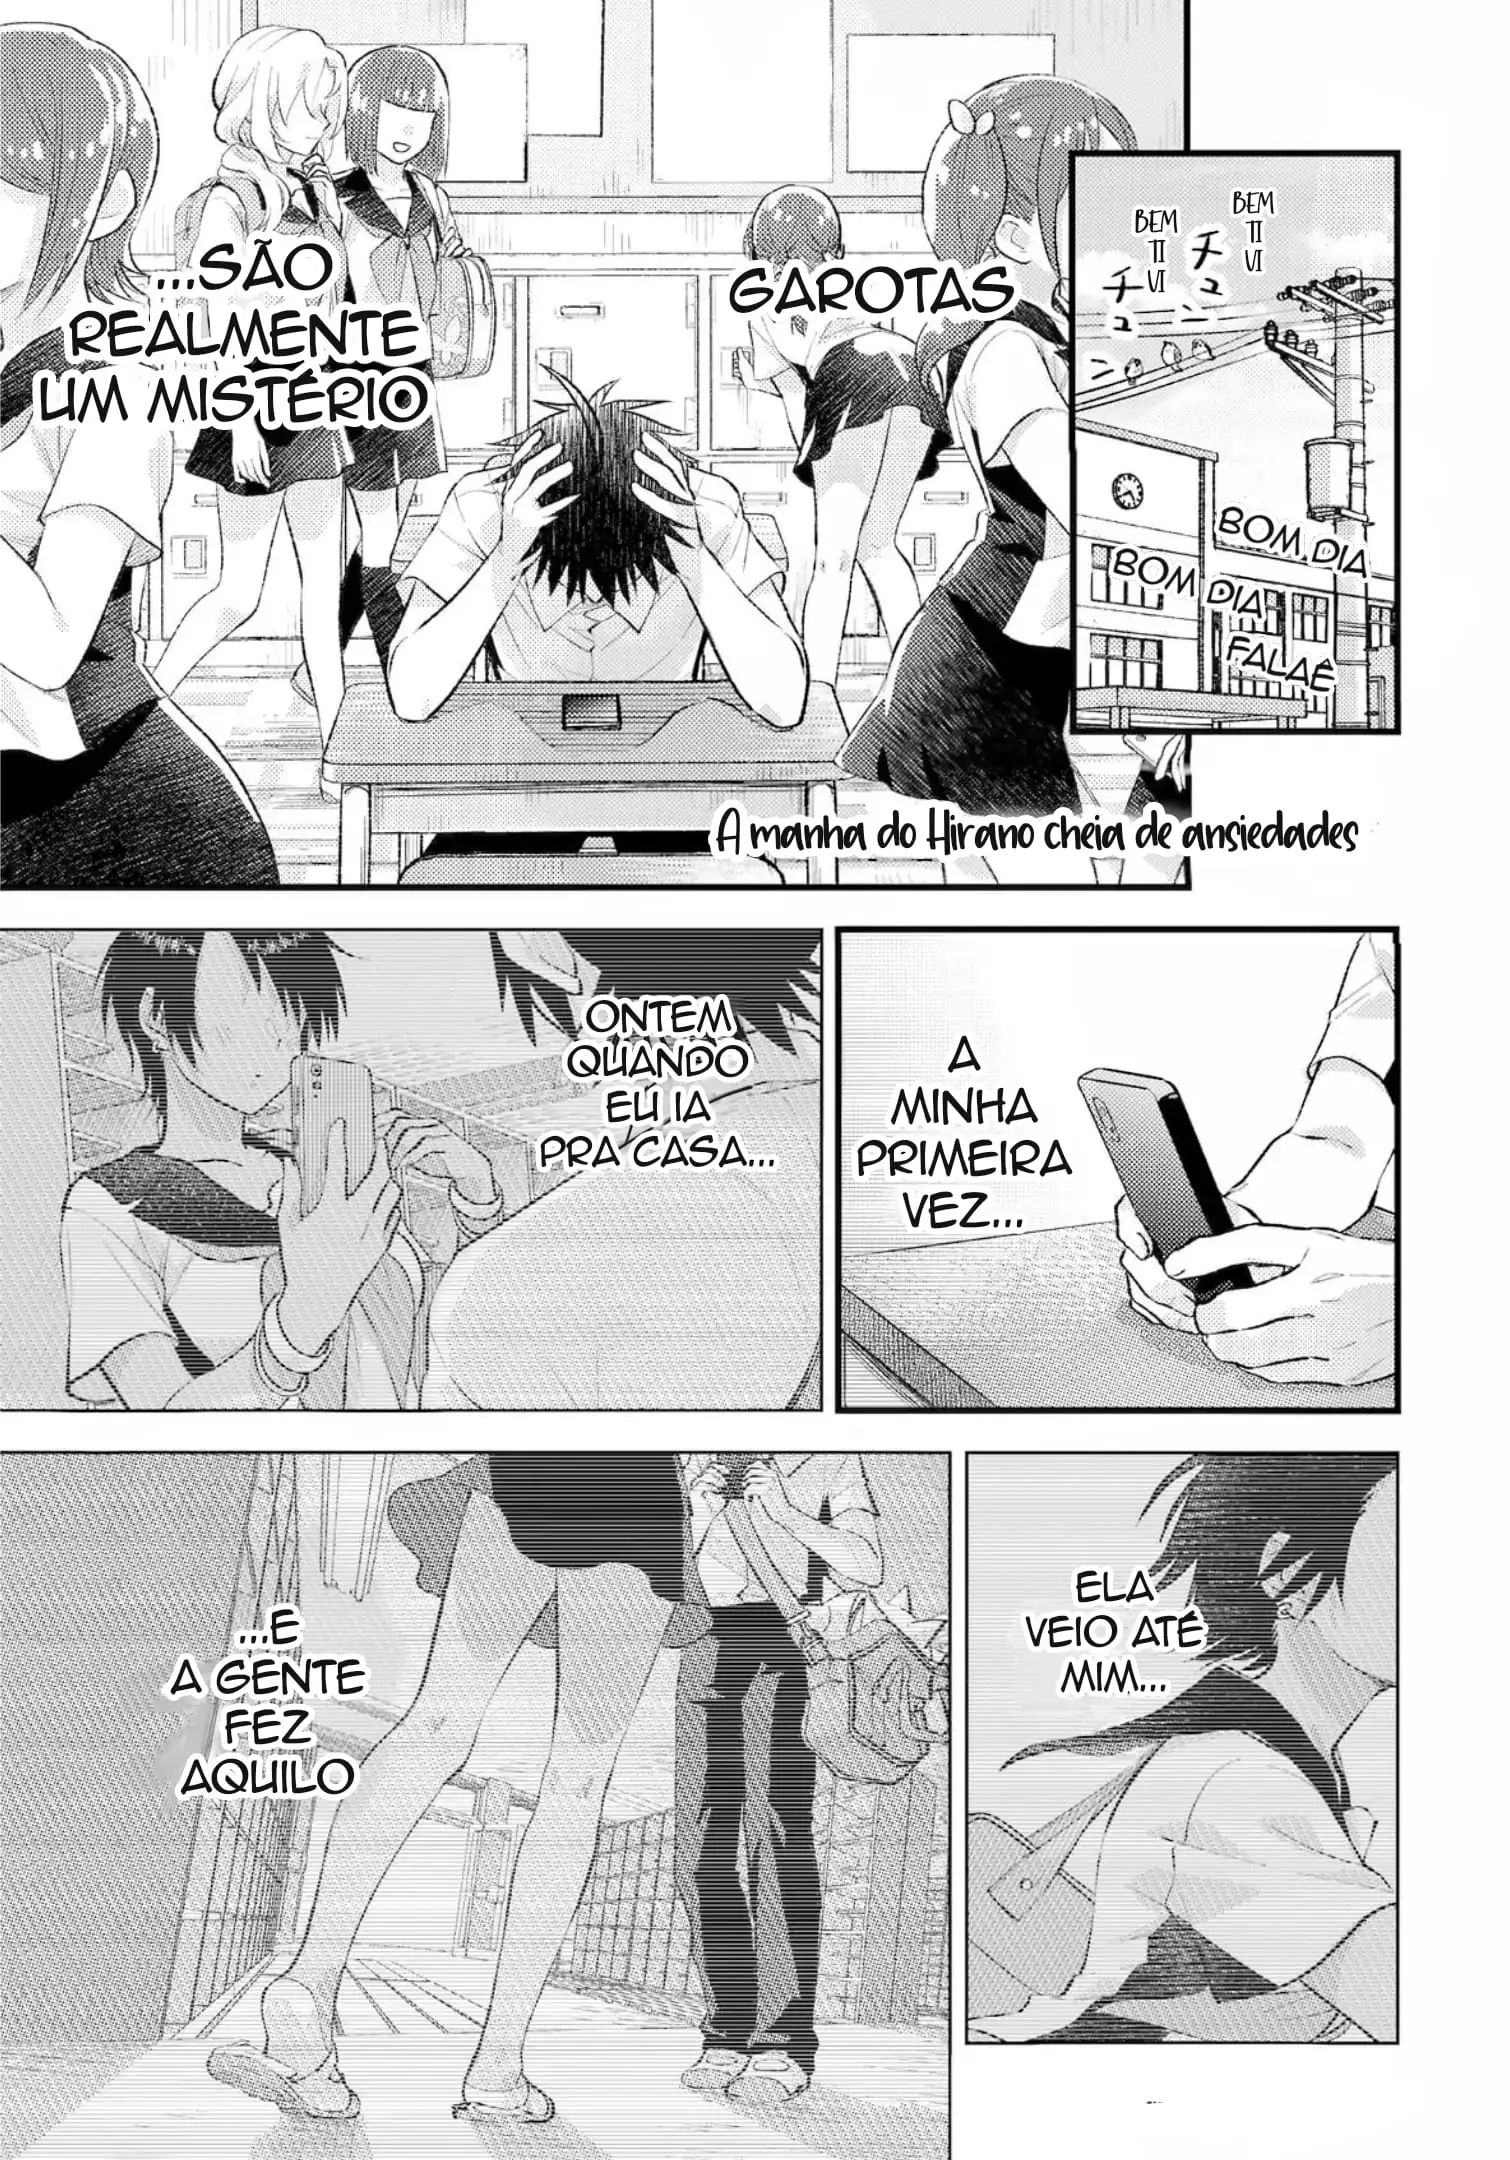 BEM
TI
VI
BEM
TI
VI
チュ
チュン
BOM DIA
BOM DIA
FALAÊ
GAROTAS
...SÃO
REALMENTE
UM MISTÉRIO
A manha do Hirano cheia de ansiedades
A
MINHA
PRIMEIRA
VEZ...
ONTEM
QUANDO
EU IA
PRA CASA...
ELA
VEIO ATÉ
MIM...
...E
A GENTE
FEZ
AQUILO